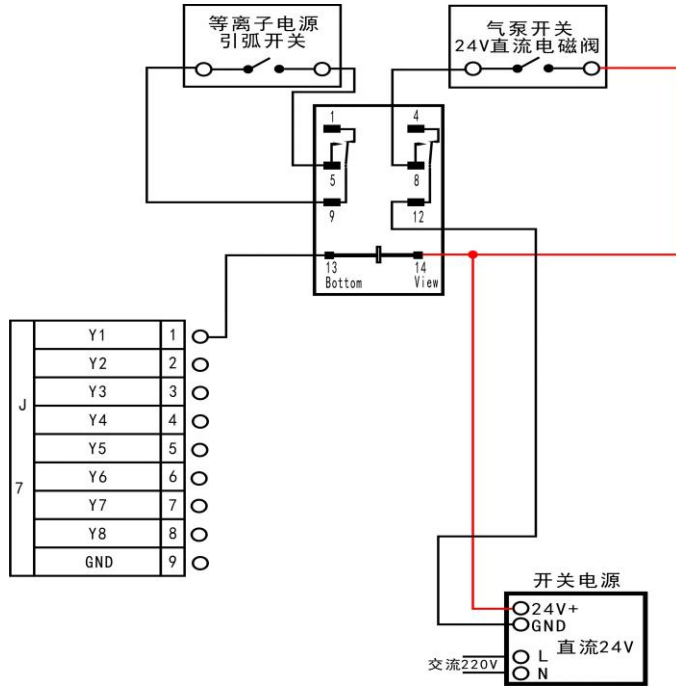 等离子电源
引弧开关
气泵开关
24V直流电磁阀
1
4
5
8
9
12
13
14
Bottom
View
J
7
Y1
1
Y2
2
Y3
3
Y4
4
Y5
5
Y6
6
Y7
7
Y8
8
GND
9
开关电源
24V+
GND
直流24V
L
N
交流220V